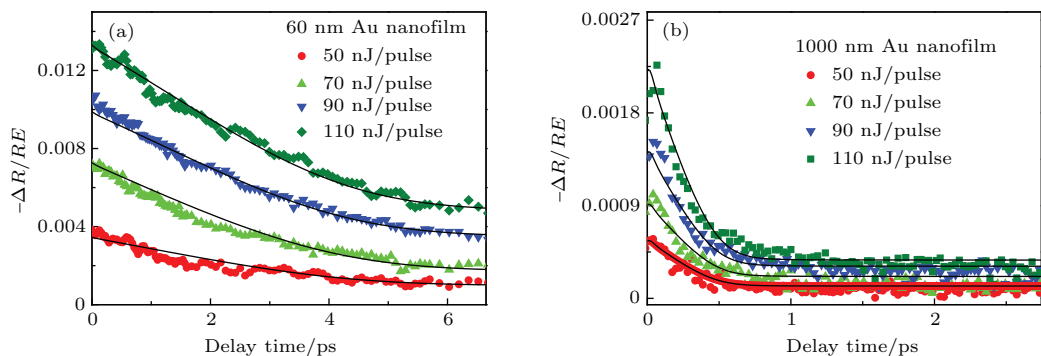 (a)
60 nm Au nanofilm
50 nJ/pulse
70 nJ/pulse
90 nJ/pulse
110 nJ/pulse
0.012
0.008
0.004
0
-ΔR/RE
0 2 4 6
Delay time/ps
(b)
1000 nm Au nanofilm
50 nJ/pulse
70 nJ/pulse
90 nJ/pulse
110 nJ/pulse
0.0027
0.0018
0.0009
0
-ΔR/RE
0 1 2
Delay time/ps